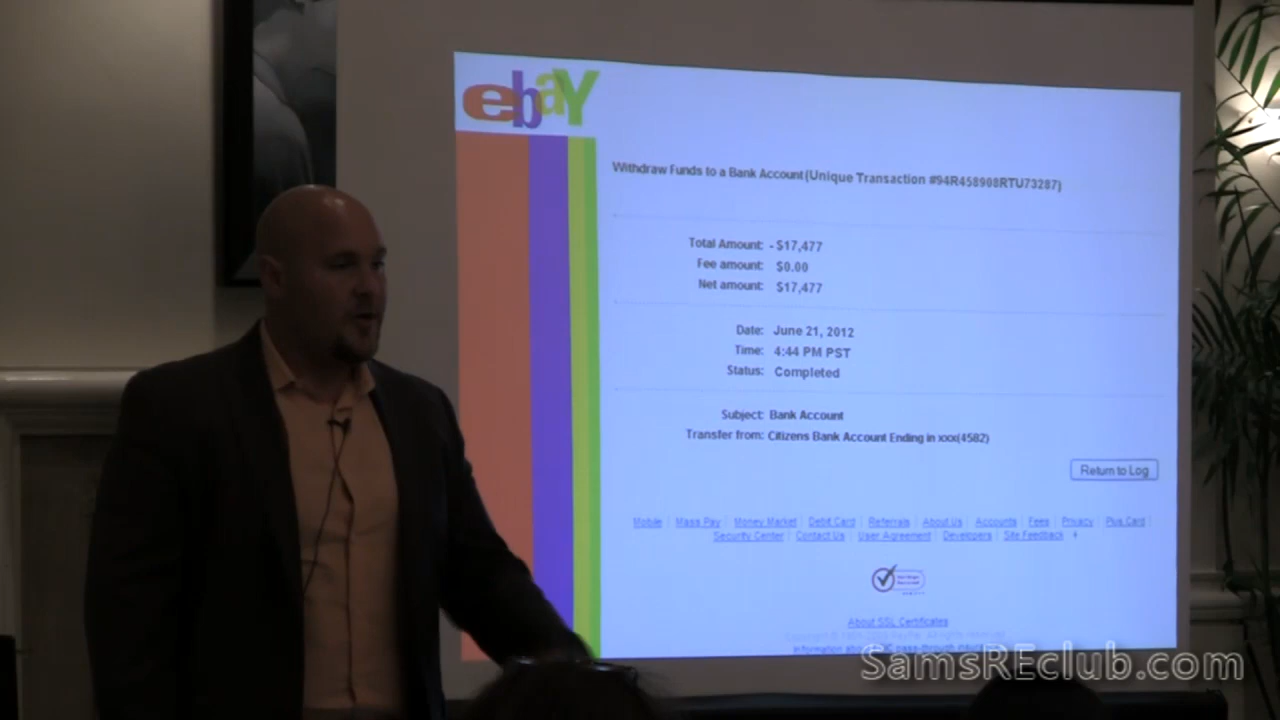 ebaY
Withdraw Funds to a Bank Account (Unique Transaction #94R458908RTU73287)
Total Amount: - $17,477
Fee amount: $0.00
Net amount: $17,477
Date: June 21, 2012
Time: 4:44 PM PST
Status: Completed
Subject: Bank Account
Transfer from: Citizens Bank Account Ending in xxx(4582)
Return to Log
Mobile | Mass Pay | Money Market | Debit Card | Referrals | About Us | Accounts | Fees | Privacy | Plus Card |
Security Center | Contact Us | User Agreement | Developers | Site Feedback
About SSL Certificates
Information about pass-through
SamsREclub.com